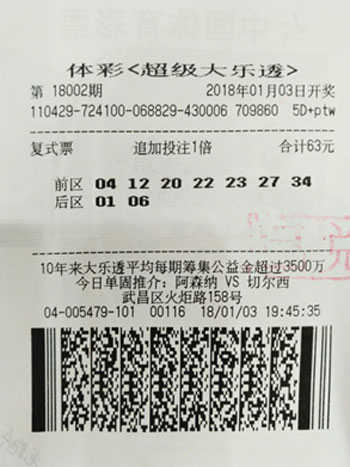 体彩<超级大乐透>
第 18002期 2018年01月03日开奖
110429-724100-068829-430006 709860 5D+ptw
复式票 追加投注1倍 合计63元
前区 04 12 20 22 23 27 34
后区 01 06
10年来大乐透平均每期筹集公益金超过3500万
今日单固推介：阿森纳 VS 切尔西
武昌区火炬路158号
04-005479-101 00116 18/01/03 19:45:35